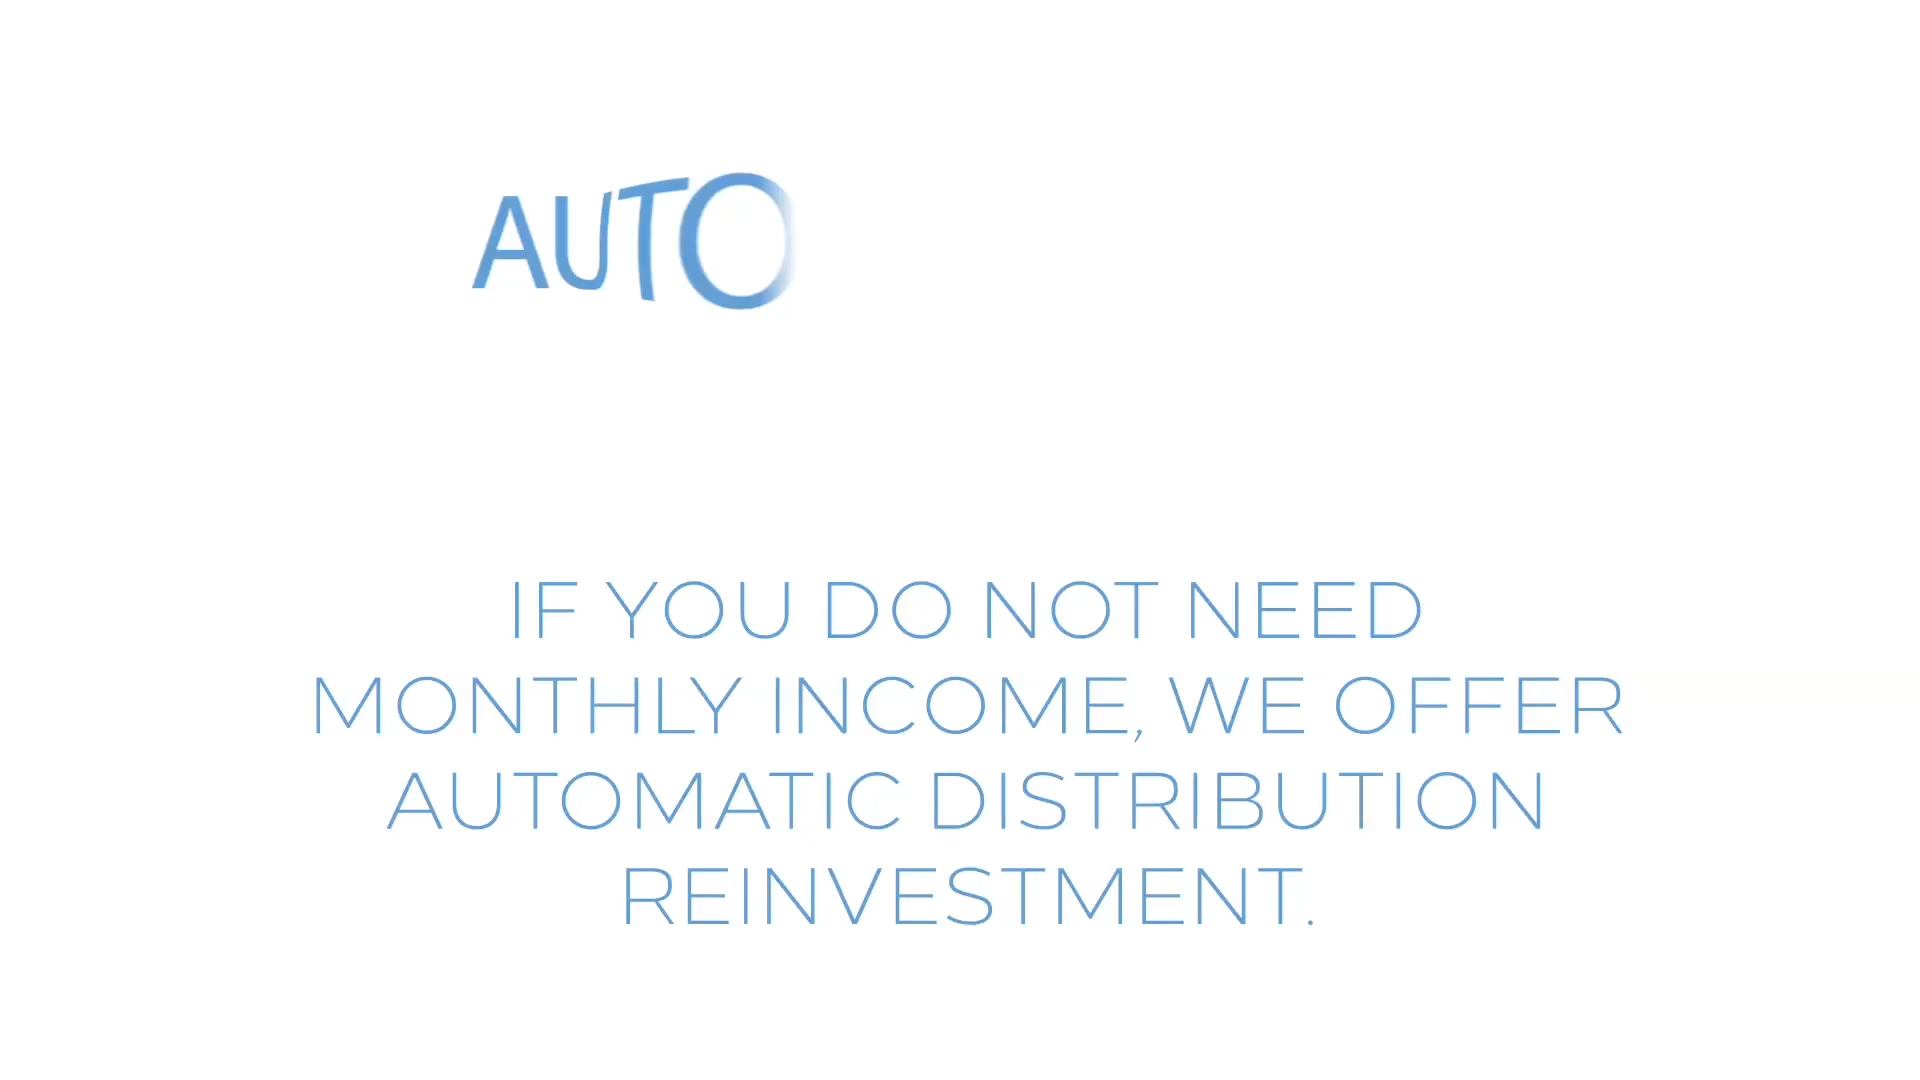 AUTO
IF YOU DO NOT NEED
MONTHLY INCOME, WE OFFER
AUTOMATIC DISTRIBUTION
REINVESTMENT.